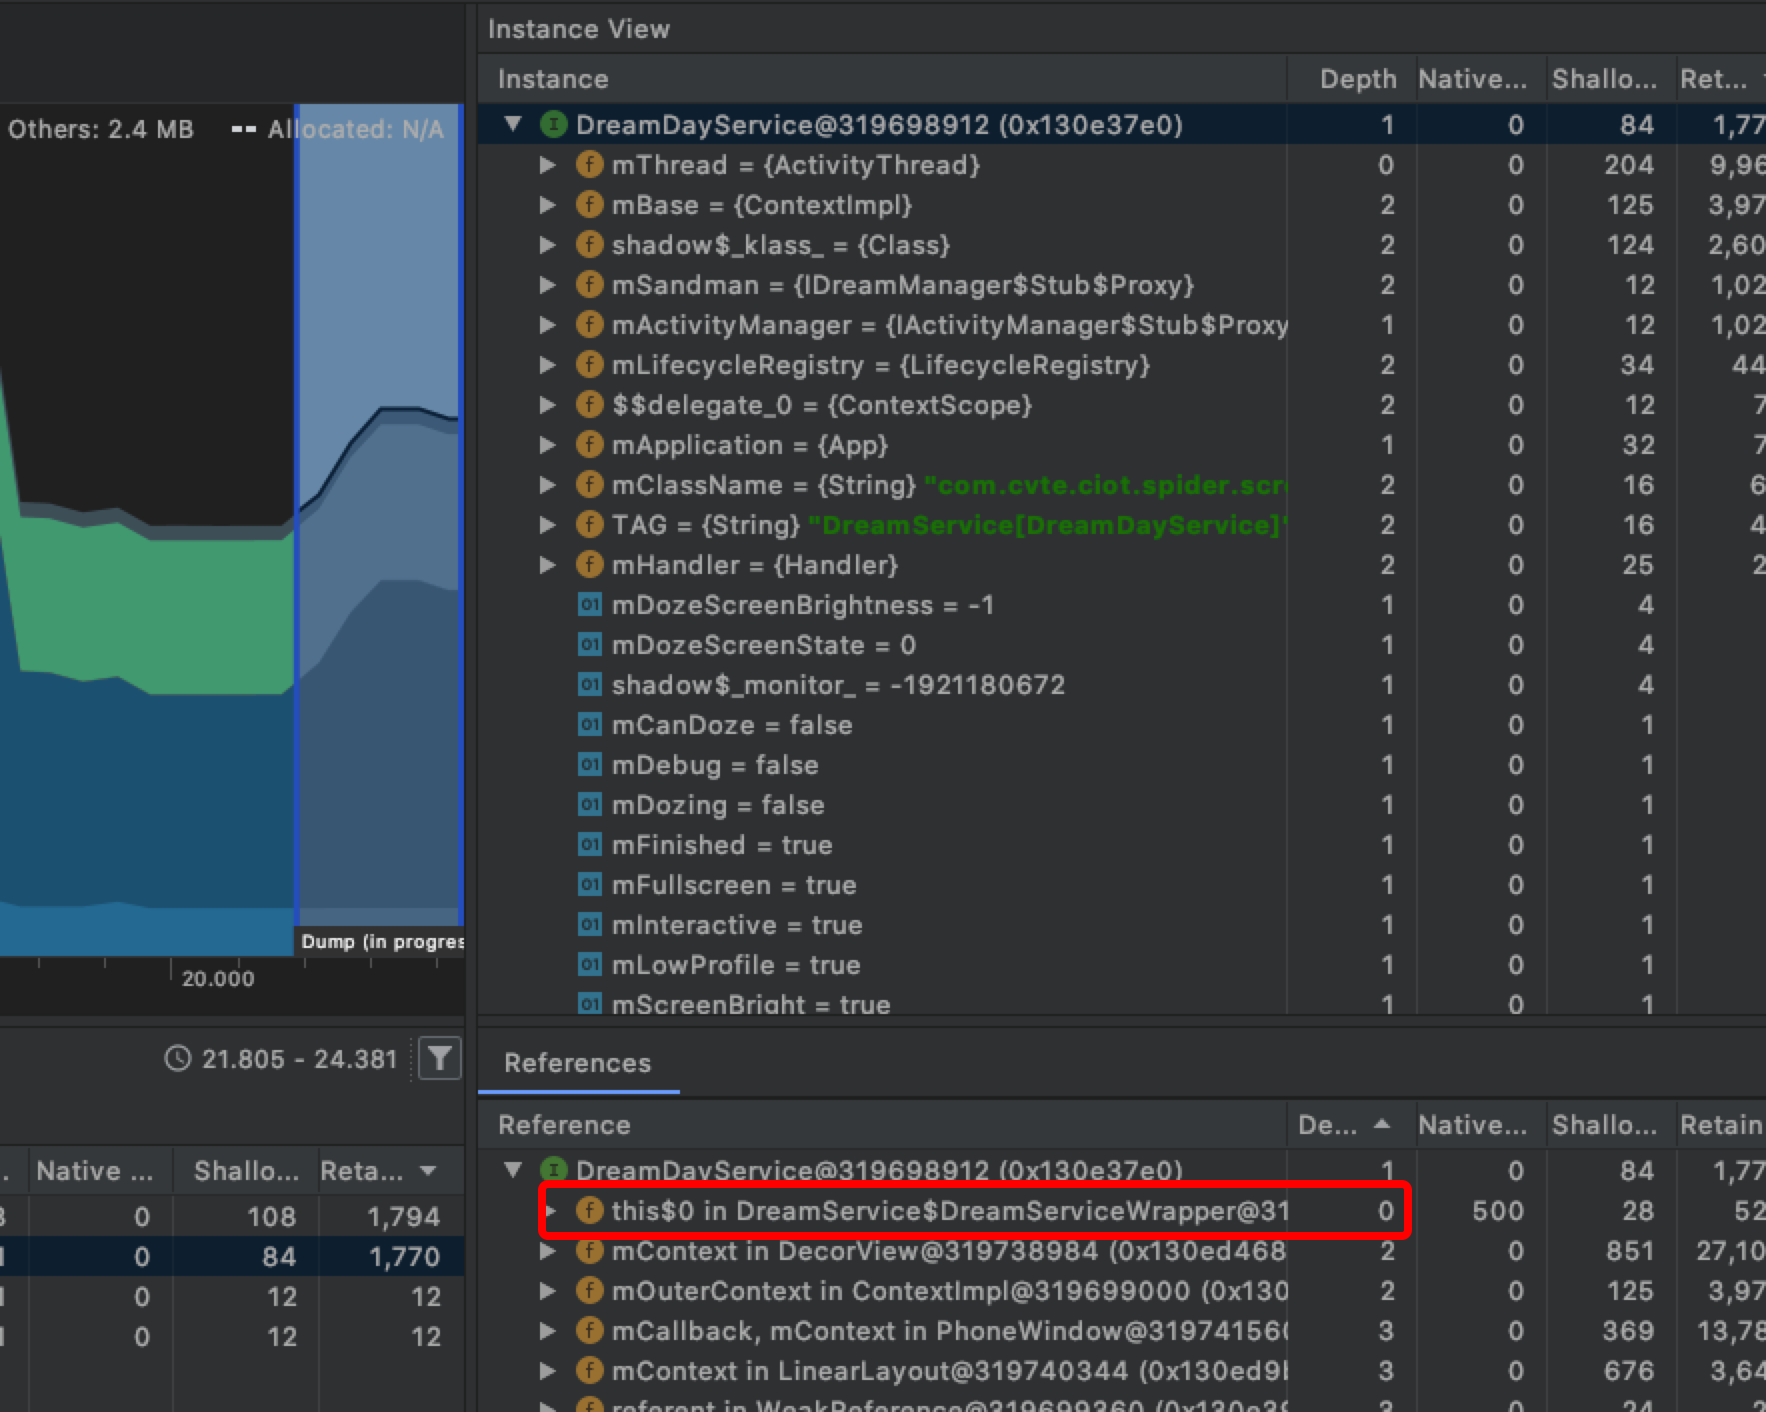 Others: 2.4 MB -- Allocated: N/A
Dump (in progres
20.000
21.805 - 24.381
Native ... Shallo... Reta...
0 108 1,794
0 84 1,770
0 12 12
0 12 12
Instance View
Instance Depth Native... Shallo... Ret...
DreamDayService@319698912 (0x130e37e0) 1 0 84 1,77
mThread = {ActivityThread} 0 0 204 9,96
mBase = {ContextImpl} 2 0 125 3,97
shadow$_klass_ = {Class} 2 0 124 2,60
mSandman = {IDreamManager$Stub$Proxy} 2 0 12 1,02
mActivityManager = {IActivityManager$Stub$Proxy 1 0 12 1,02
mLifecycleRegistry = {LifecycleRegistry} 2 0 34 44
$$delegate_0 = {ContextScope} 2 0 12 7
mApplication = {App} 1 0 32 7
mClassName = {String} "com.cvte.ciot.spider.scr 2 0 16 6
TAG = {String} "DreamService[DreamDayService]" 2 0 16 4
mHandler = {Handler} 2 0 25 2
mDozeScreenBrightness = -1 1 0 4
mDozeScreenState = 0 1 0 4
shadow$_monitor_ = -1921180672 1 0 4
mCanDoze = false 1 0 1
mDebug = false 1 0 1
mDozing = false 1 0 1
mFinished = true 1 0 1
mFullscreen = true 1 0 1
mInteractive = true 1 0 1
mLowProfile = true 1 0 1
mScreenBright = true 1 0 1
References
Reference De... Native... Shallo... Retain
DreamDayService@319698912 (0x130e37e0) 1 0 84 1,77
this$0 in DreamService$DreamServiceWrapper@31 0 500 28 52
mContext in DecorView@319738984 (0x130ed468 2 0 851 27,10
mOuterContext in ContextImpl@319699000 (0x130 2 0 125 3,97
mCallback, mContext in PhoneWindow@31974156 3 0 369 13,78
mContext in LinearLayout@319740344 (0x130ed9 3 0 676 3,64
referent in WeakReference@319699360 (0x130e39 3 0 24 2